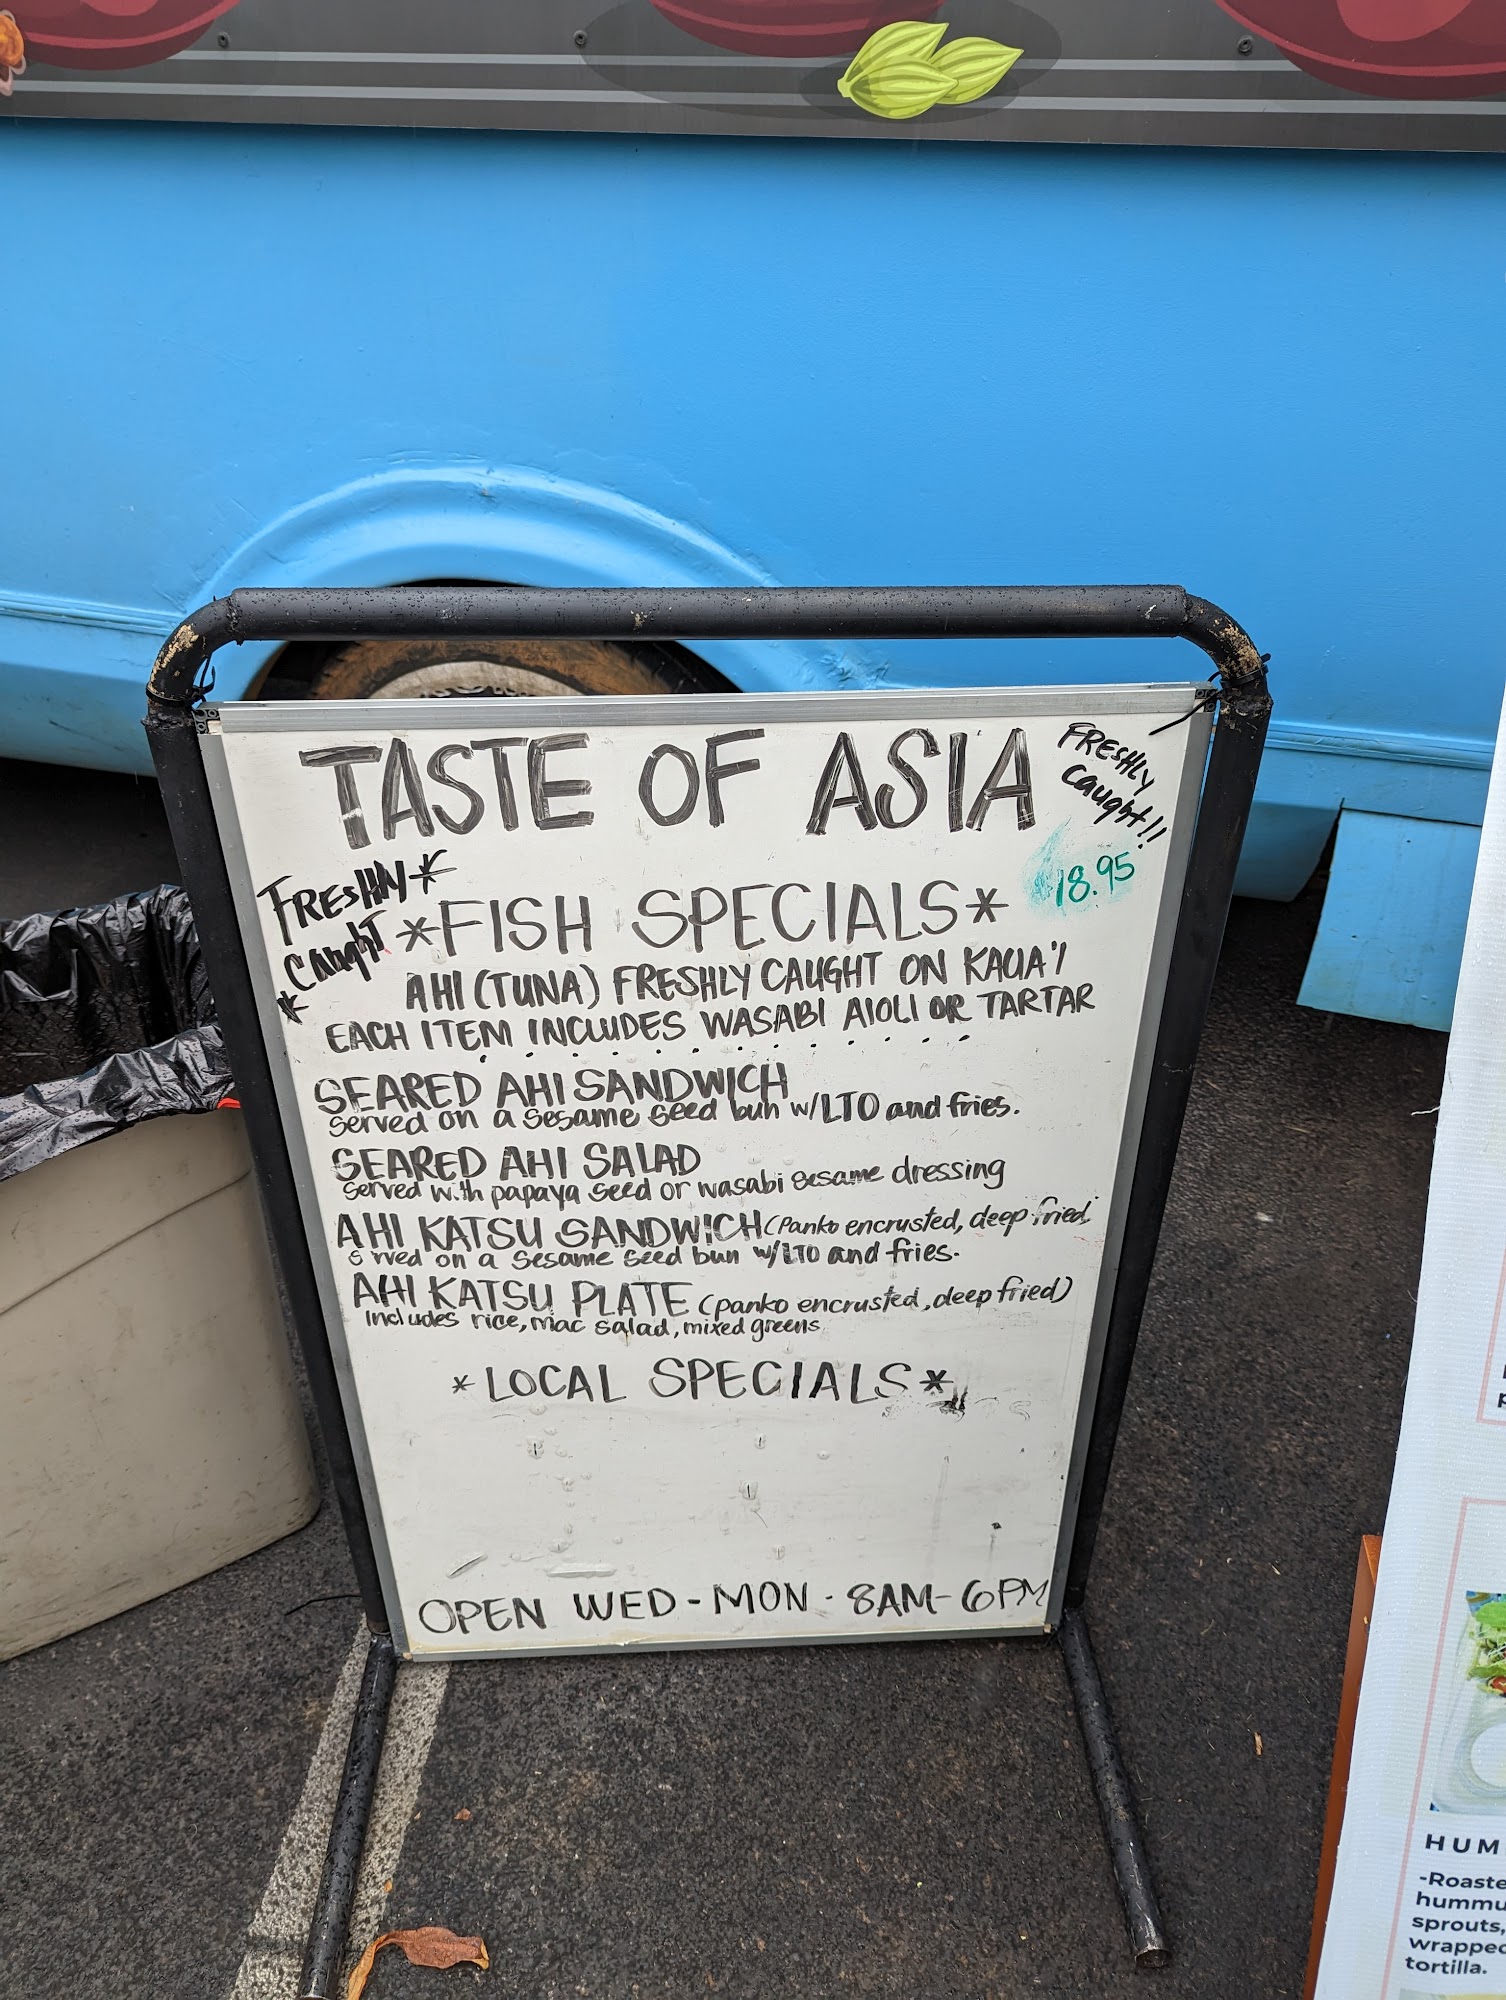 TASTE OF ASIA
FRESHLY
caught!!
18.95
FRESHLY*
caught
*
*FISH SPECIALS*
AHI (TUNA) FRESHLY CAUGHT ON KAUA'I
EACH ITEM INCLUDES WASABI AIOLI OR TARTAR
SEARED AHI SANDWICH
served on a sesame seed bun w/LTO and fries.
SEARED AHI SALAD
served with papaya seed or wasabi sesame dressing
AHI KATSU SANDWICH (Panko encrusted, deep fried)
s rved on a sesame seed bun w/LTO and fries.
AHI KATSU PLATE (panko encrusted, deep fried)
Includes rice, mac salad, mixed greens
*LOCAL SPECIALS*
OPEN WED - MON · 8AM - 6PM
HUM
-Roaste
hummu
sprouts,
wrapped
tortilla.